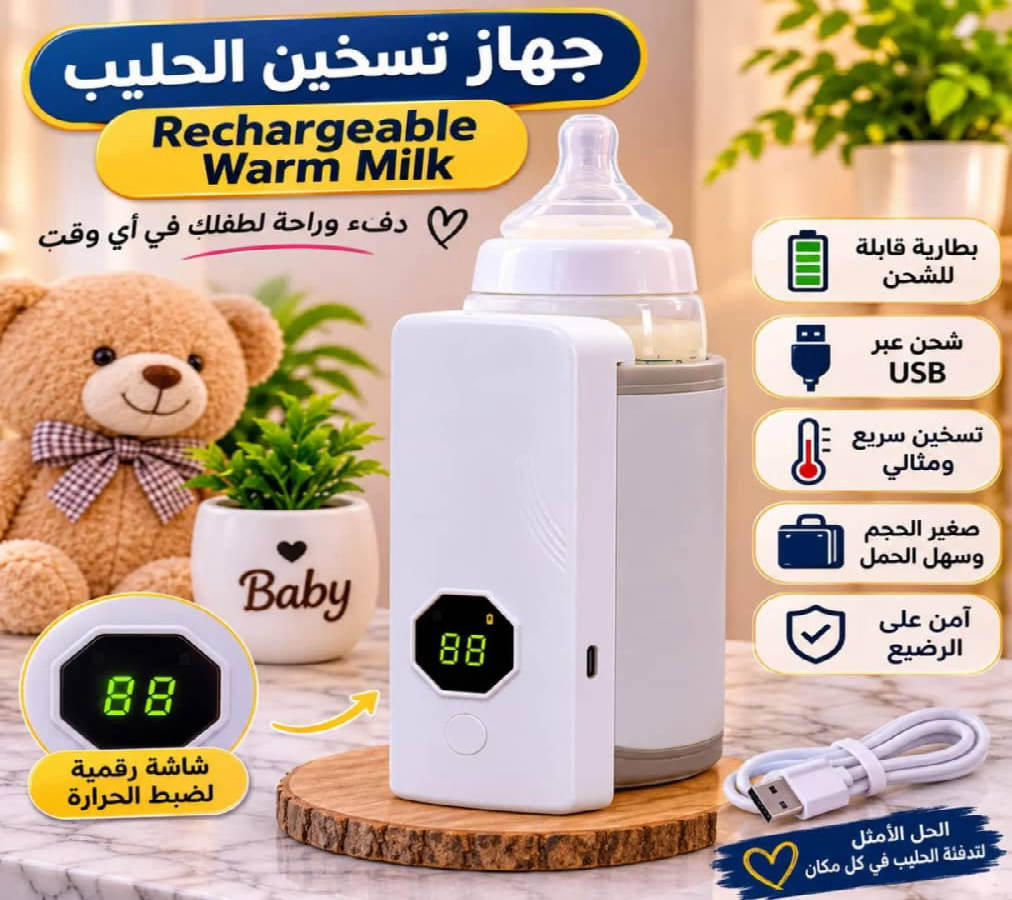 جهاز تسخين الحليب
Rechargeable
Warm Milk
دفء وراحة لطفلك في أي وقت
بطارية قابلة
للشحن
شحن عبر
USB
تسخين سريع
ومثالي
صغير الحجم
وسهل الحمل
آمن على
الرضيع
Baby
88
88
شاشة رقمية
لضبط الحرارة
الحل الأمثل
لتدفئة الحليب في كل مكان